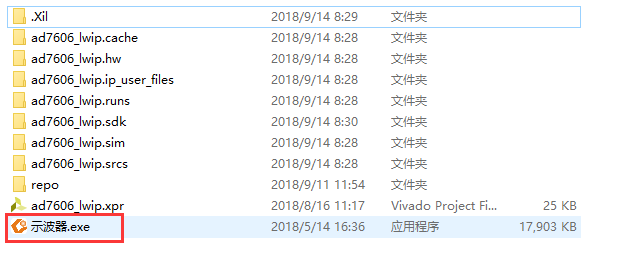 .Xil 2018/9/14 8:29 文件夹
ad7606_lwip.cache 2018/9/14 8:28 文件夹
ad7606_lwip.hw 2018/9/14 8:28 文件夹
ad7606_lwip.ip_user_files 2018/9/14 8:28 文件夹
ad7606_lwip.runs 2018/9/14 8:28 文件夹
ad7606_lwip.sdk 2018/9/14 8:30 文件夹
ad7606_lwip.sim 2018/9/14 8:28 文件夹
ad7606_lwip.srcs 2018/9/14 8:28 文件夹
repo 2018/9/11 11:54 文件夹
ad7606_lwip.xpr 2018/8/16 11:17 Vivado Project Fi... 25 KB
示波器.exe 2018/5/14 16:36 应用程序 17,903 KB